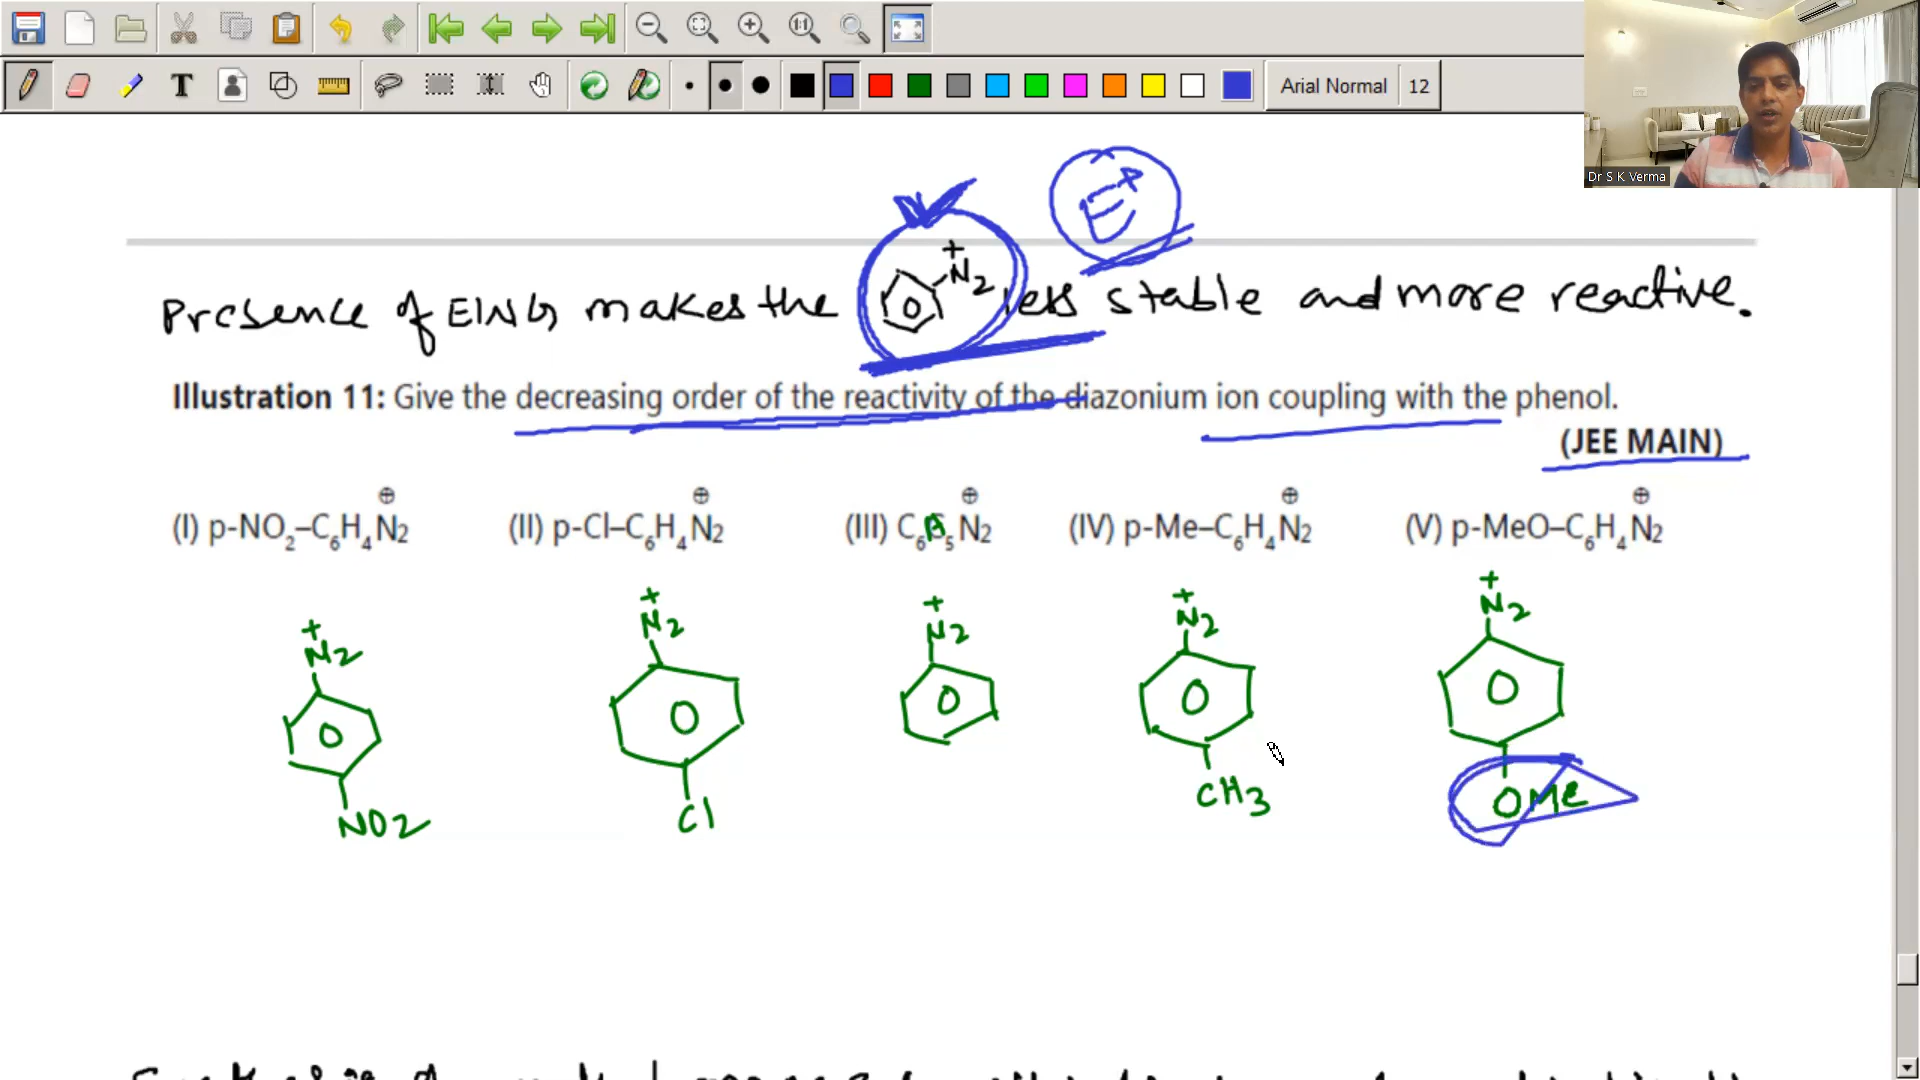 T Arial Normal 12
Dr S K Verma
E+
Presence of EWG makes the N2+ less stable and more reactive.
Illustration 11: Give the decreasing order of the reactivity of the diazonium ion coupling with the phenol.
(JEE MAIN)
(I) p-NO2–C6H4N2⊕ (II) p-Cl–C6H4N2⊕ (III) C6H5N2⊕ (IV) p-Me–C6H4N2⊕ (V) p-MeO–C6H4N2⊕
N2+ N2+ N2+ N2+ N2+
NO2 Cl CH3 OMe